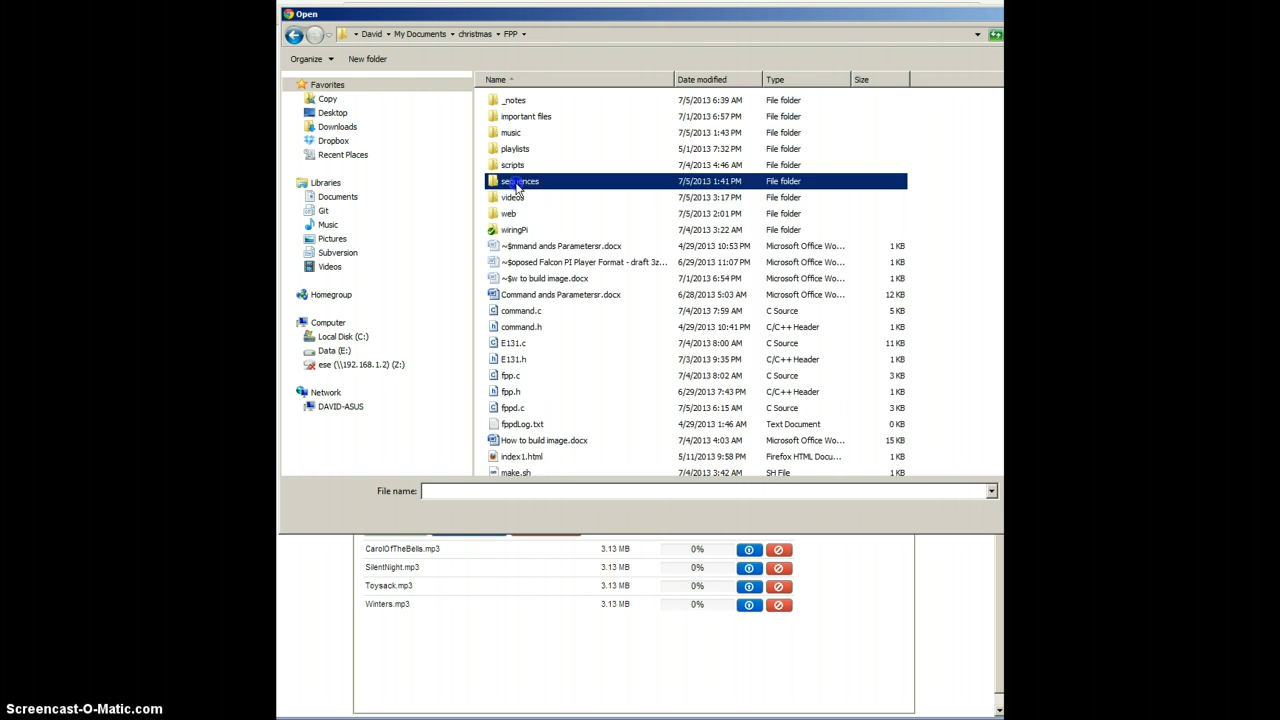 Open
David My Documents christmas FPP
Organize New folder
Name Date modified Type Size
Favorites
Copy
Desktop
Downloads
Dropbox
Recent Places
Libraries
Documents
Git
Music
Pictures
Subversion
Videos
Homegroup
Computer
Local Disk (C:)
Data (E:)
ese (\\192.168.1.2) (Z:)
Network
DAVID-ASUS
_notes 7/5/2013 6:39 AM File folder
important files 7/1/2013 6:57 PM File folder
music 7/5/2013 1:43 PM File folder
playlists 5/1/2013 7:32 PM File folder
scripts 7/4/2013 4:46 AM File folder
sequences 7/5/2013 1:41 PM File folder
videos 7/5/2013 3:17 PM File folder
web 7/5/2013 2:01 PM File folder
wiringPi 7/4/2013 3:22 AM File folder
~$mmand ands Parametersr.docx 4/29/2013 10:53 PM Microsoft Office Wo... 1 KB
~$oposed Falcon PI Player Format - draft 3z... 6/29/2013 11:07 PM Microsoft Office Wo... 1 KB
~$w to build image.docx 7/1/2013 6:54 PM Microsoft Office Wo... 1 KB
Command ands Parametersr.docx 6/28/2013 5:03 AM Microsoft Office Wo... 12 KB
command.c 7/4/2013 7:59 AM C Source 5 KB
command.h 4/29/2013 10:41 PM C/C++ Header 1 KB
E131.c 7/4/2013 8:00 AM C Source 11 KB
E131.h 7/3/2013 9:35 PM C/C++ Header 1 KB
fpp.c 7/4/2013 8:02 AM C Source 3 KB
fpp.h 6/29/2013 7:43 PM C/C++ Header 1 KB
fppd.c 7/5/2013 6:15 AM C Source 3 KB
fppdLog.txt 4/29/2013 1:46 AM Text Document 0 KB
How to build image.docx 7/4/2013 4:03 AM Microsoft Office Wo... 15 KB
index1.html 5/11/2013 9:58 PM Firefox HTML Docu... 1 KB
make.sh 7/4/2013 3:42 AM SH File 1 KB
File name:
CarolOfTheBells.mp3 3.13 MB 0%
SilentNight.mp3 3.13 MB 0%
Toysack.mp3 3.13 MB 0%
Winters.mp3 3.13 MB 0%
Screencast-O-Matic.com